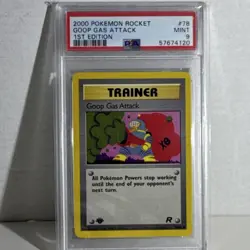 2000 POKEMON ROCKET #78
GOOP GAS ATTACK MINT
1ST EDITION 9
PSA 57674120
TRAINER
Goop Gas Attack
All Pokémon Powers stop working
until the end of your opponent's
next turn.